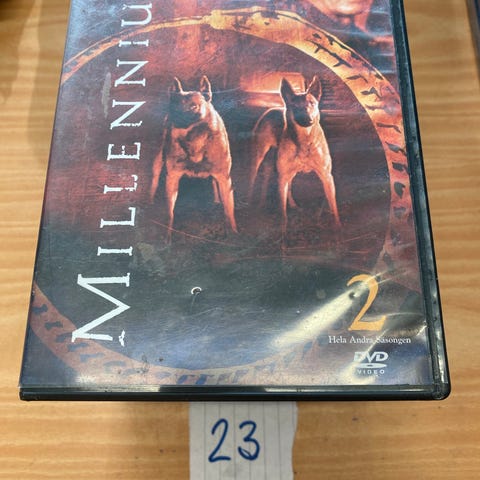 MILLENNIU
2
Hela Andra Säsongen
DVD
VIDEO
23